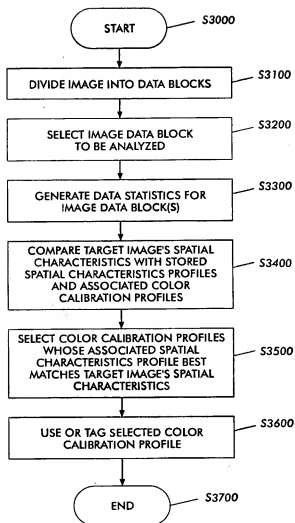 START
S3000
DIVIDE IMAGE INTO DATA BLOCKS
S3100
SELECT IMAGE DATA BLOCK
TO BE ANALYZED
S3200
GENERATE DATA STATISTICS FOR
IMAGE DATA BLOCK(S)
S3300
COMPARE TARGET IMAGE'S SPATIAL
CHARACTERISTICS WITH STORED
SPATIAL CHARACTERISTICS PROFILES
AND ASSOCIATED COLOR
CALIBRATION PROFILES
S3400
SELECT COLOR CALIBRATION PROFILES
WHOSE ASSOCIATED SPATIAL
CHARACTERISTICS PROFILE BEST
MATCHES TARGET IMAGE'S SPATIAL
CHARACTERISTICS
S3500
USE OR TAG SELECTED COLOR
CALIBRATION PROFILE
S3600
END
S3700